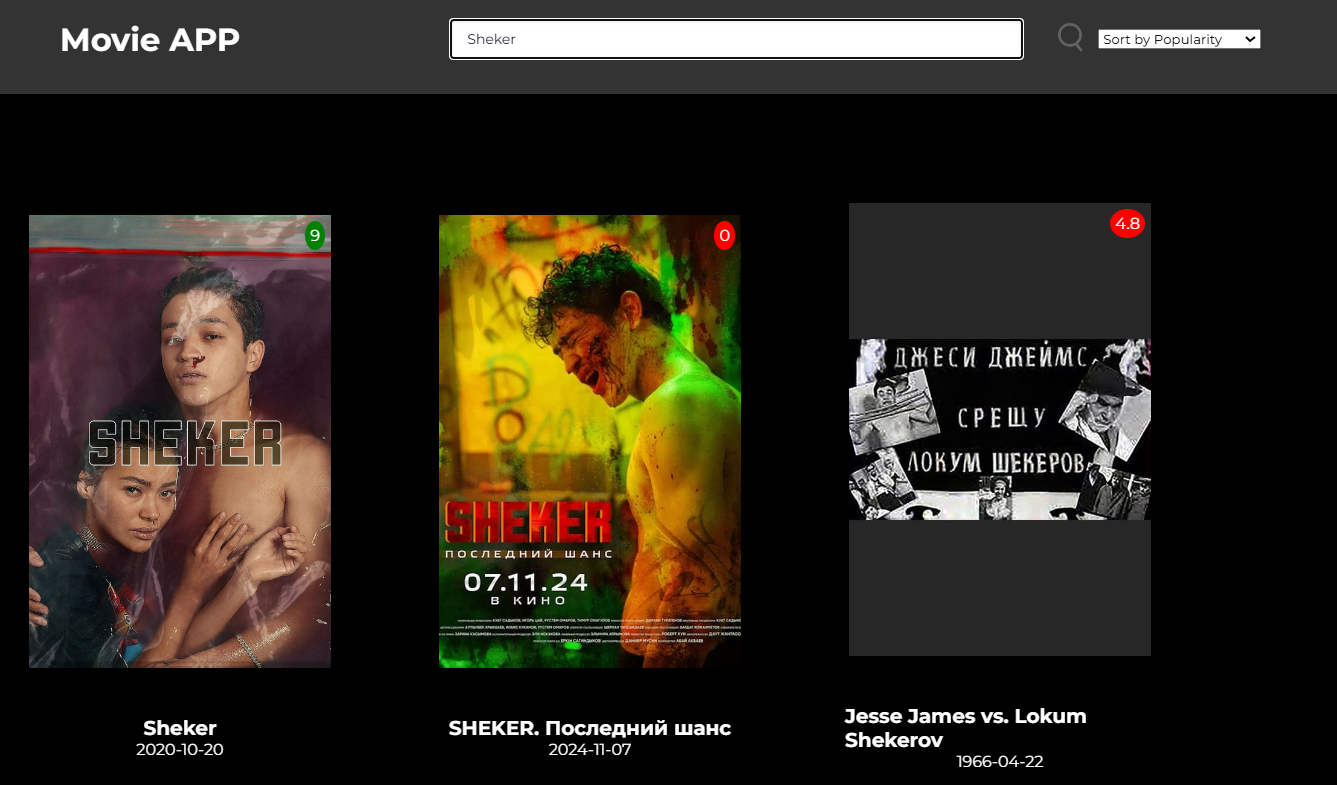 Movie APP
Sheker
Sort by Popularity
9
SHEKER
0
SHEKER
ПОСЛЕДНИЙ ШАНС
07.11.24
В КИНО
4.8
ДЖЕСИ ДЖЕЙМС
СРЕЩУ
ЛОКУМ ШЕКЕРОВ
Sheker
2020-10-20
SHEKER. Последний шанс
2024-11-07
Jesse James vs. Lokum
Shekerov
1966-04-22